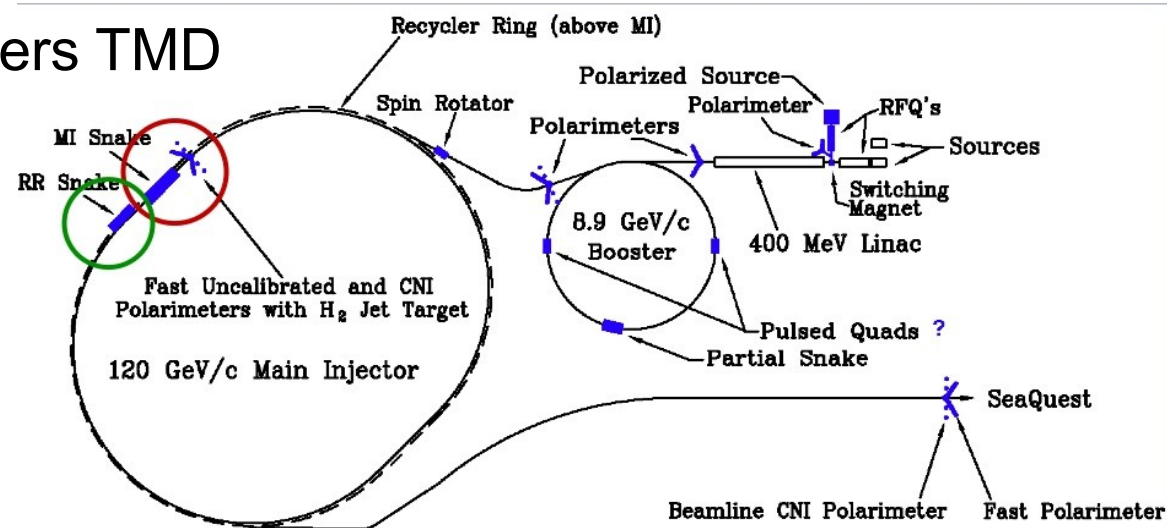 ers TMD
Recycler Ring (above MI)
Polarized Source
Spin Rotator
Polarimeter
RFQ's
Polarimeters
MI Snake
Sources
RR Snake
Switching
Magnet
8.9 GeV/c
Booster
400 MeV Linac
Fast Uncalibrated and CNI
Polarimeters with H₂ Jet Target
Pulsed Quads ?
Partial Snake
120 GeV/c Main Injector
SeaQuest
Beamline CNI Polarimeter
Fast Polarimeter